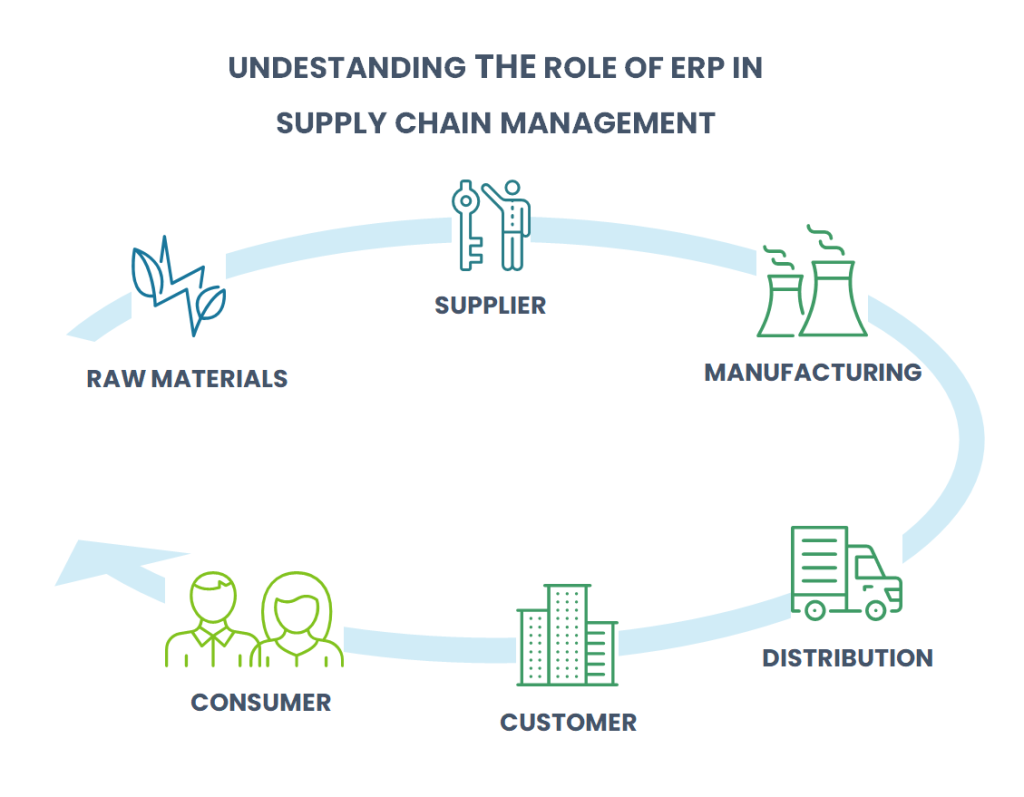 UNDESTANDING THE ROLE OF ERP IN
SUPPLY CHAIN MANAGEMENT
SUPPLIER
RAW MATERIALS
MANUFACTURING
DISTRIBUTION
CONSUMER
CUSTOMER